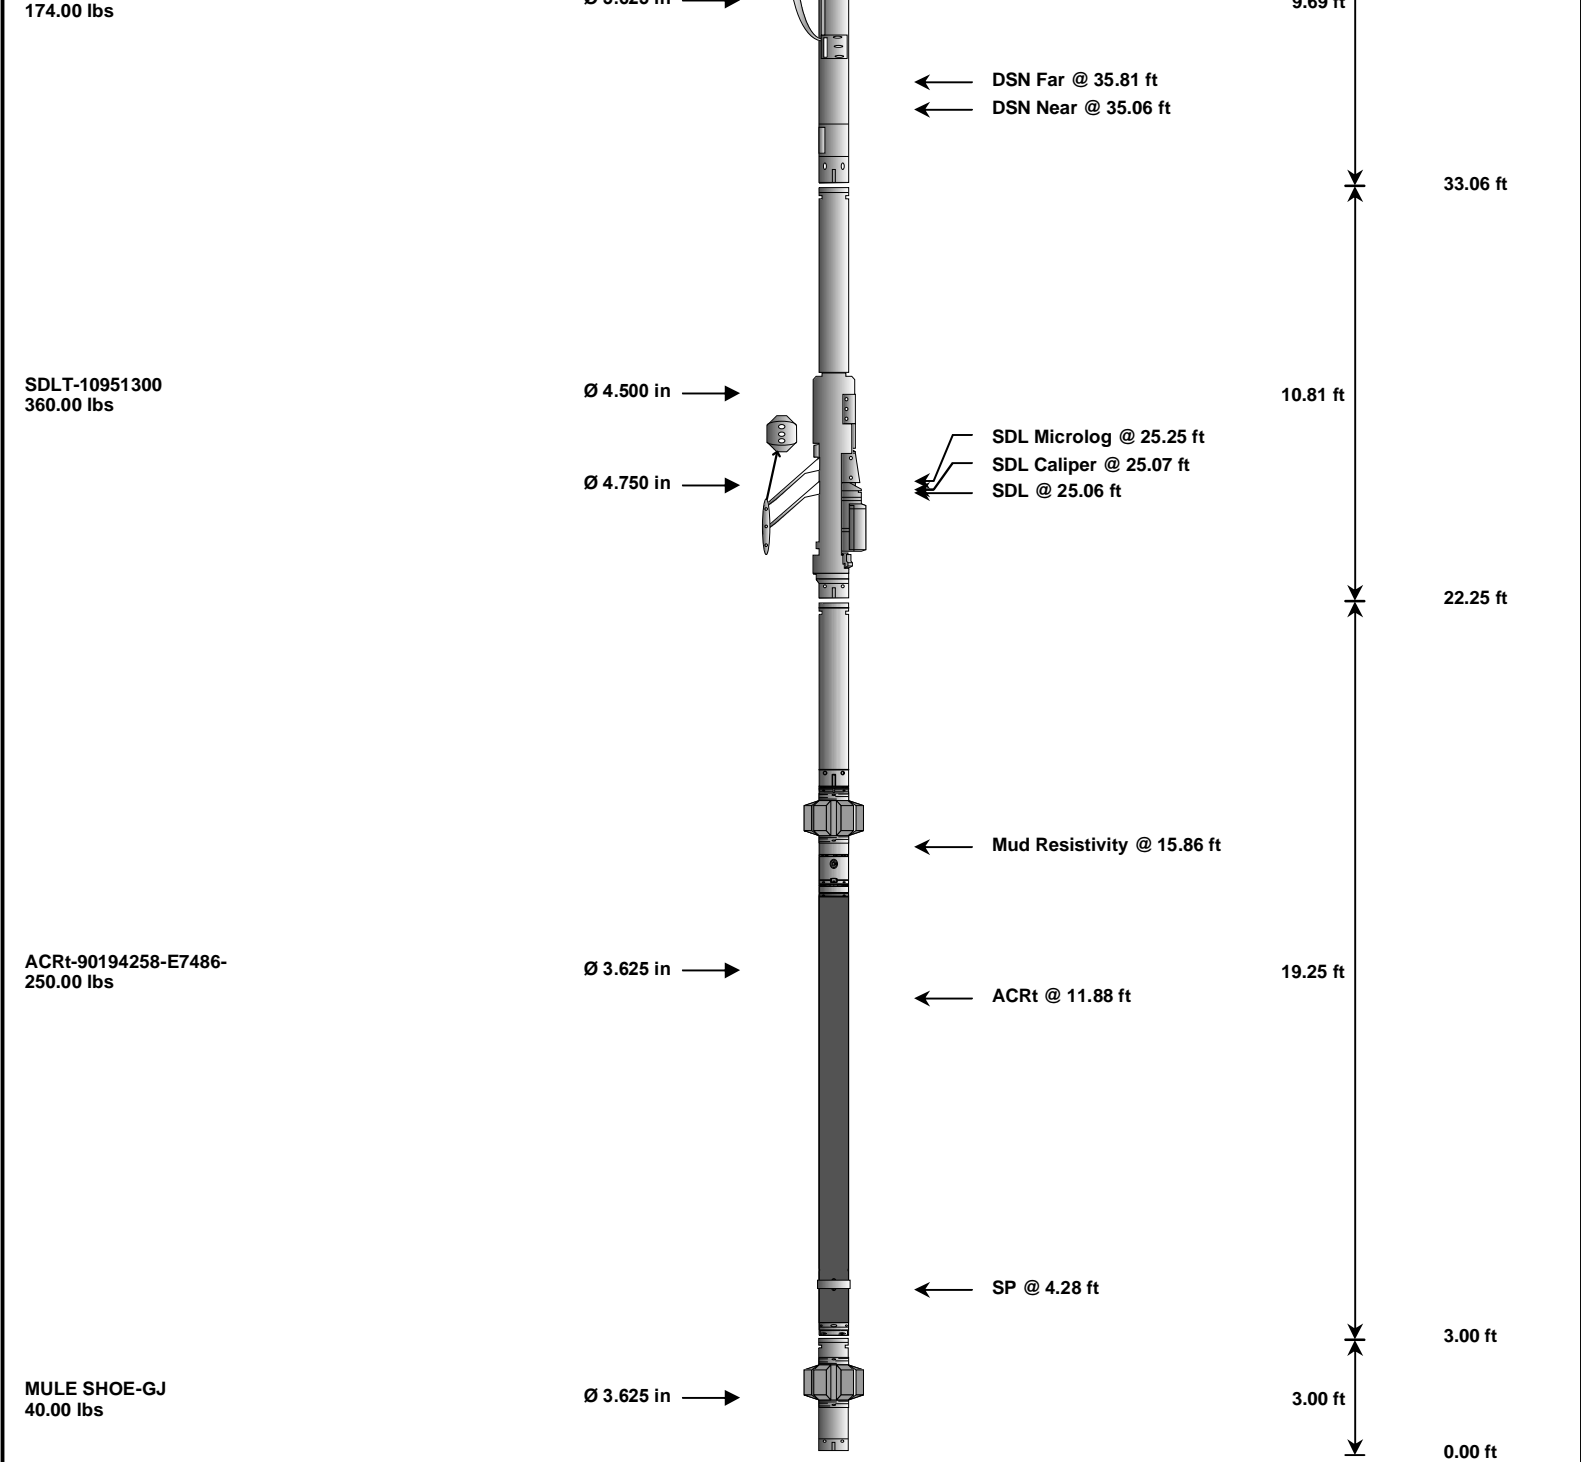 174.00 lbs
Ø 3.625 in
9.69 ft
DSN Far @ 35.81 ft
DSN Near @ 35.06 ft
33.06 ft
SDLT-10951300
360.00 lbs
Ø 4.500 in
10.81 ft
SDL Microlog @ 25.25 ft
SDL Caliper @ 25.07 ft
Ø 4.750 in
SDL @ 25.06 ft
22.25 ft
Mud Resistivity @ 15.86 ft
ACRt-90194258-E7486-
250.00 lbs
Ø 3.625 in
19.25 ft
ACRt @ 11.88 ft
SP @ 4.28 ft
3.00 ft
MULE SHOE-GJ
40.00 lbs
Ø 3.625 in
3.00 ft
0.00 ft